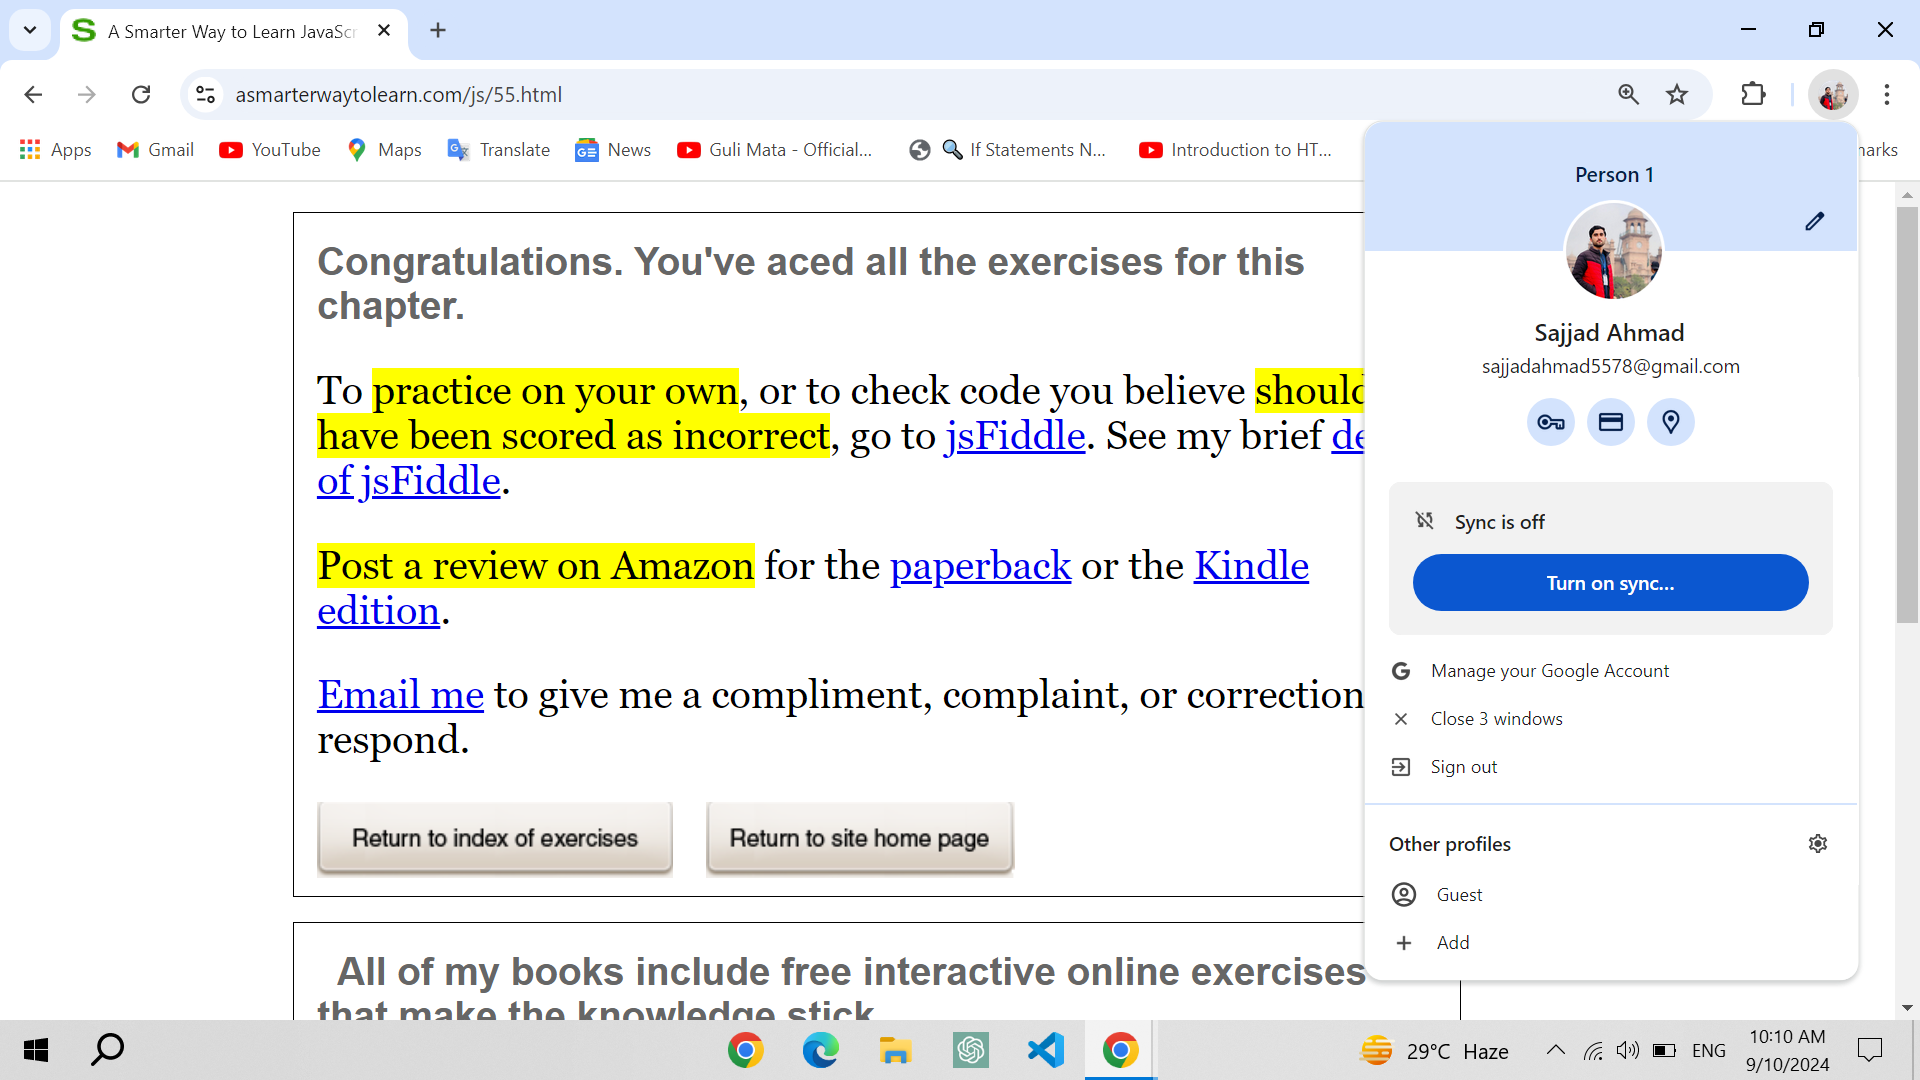 A Smarter Way to Learn JavaScr
asmarterwaytolearn.com/js/55.html
Apps
Gmail
YouTube
Maps
Translate
News
Guli Mata - Official...
If Statements N...
Introduction to HT...
arks
Congratulations. You've aced all the exercises for this
chapter.
To practice on your own, or to check code you believe should
have been scored as incorrect, go to jsFiddle. See my brief de
of jsFiddle.
Post a review on Amazon for the paperback or the Kindle
edition.
Email me to give me a compliment, complaint, or correction
respond.
Return to index of exercises
Return to site home page
All of my books include free interactive online exercises
that make the knowledge stick
Person 1
Sajjad Ahmad
sajjadahmad5578@gmail.com
Sync is off
Turn on sync...
Manage your Google Account
Close 3 windows
Sign out
Other profiles
Guest
Add
29°C Haze
ENG
10:10 AM
9/10/2024